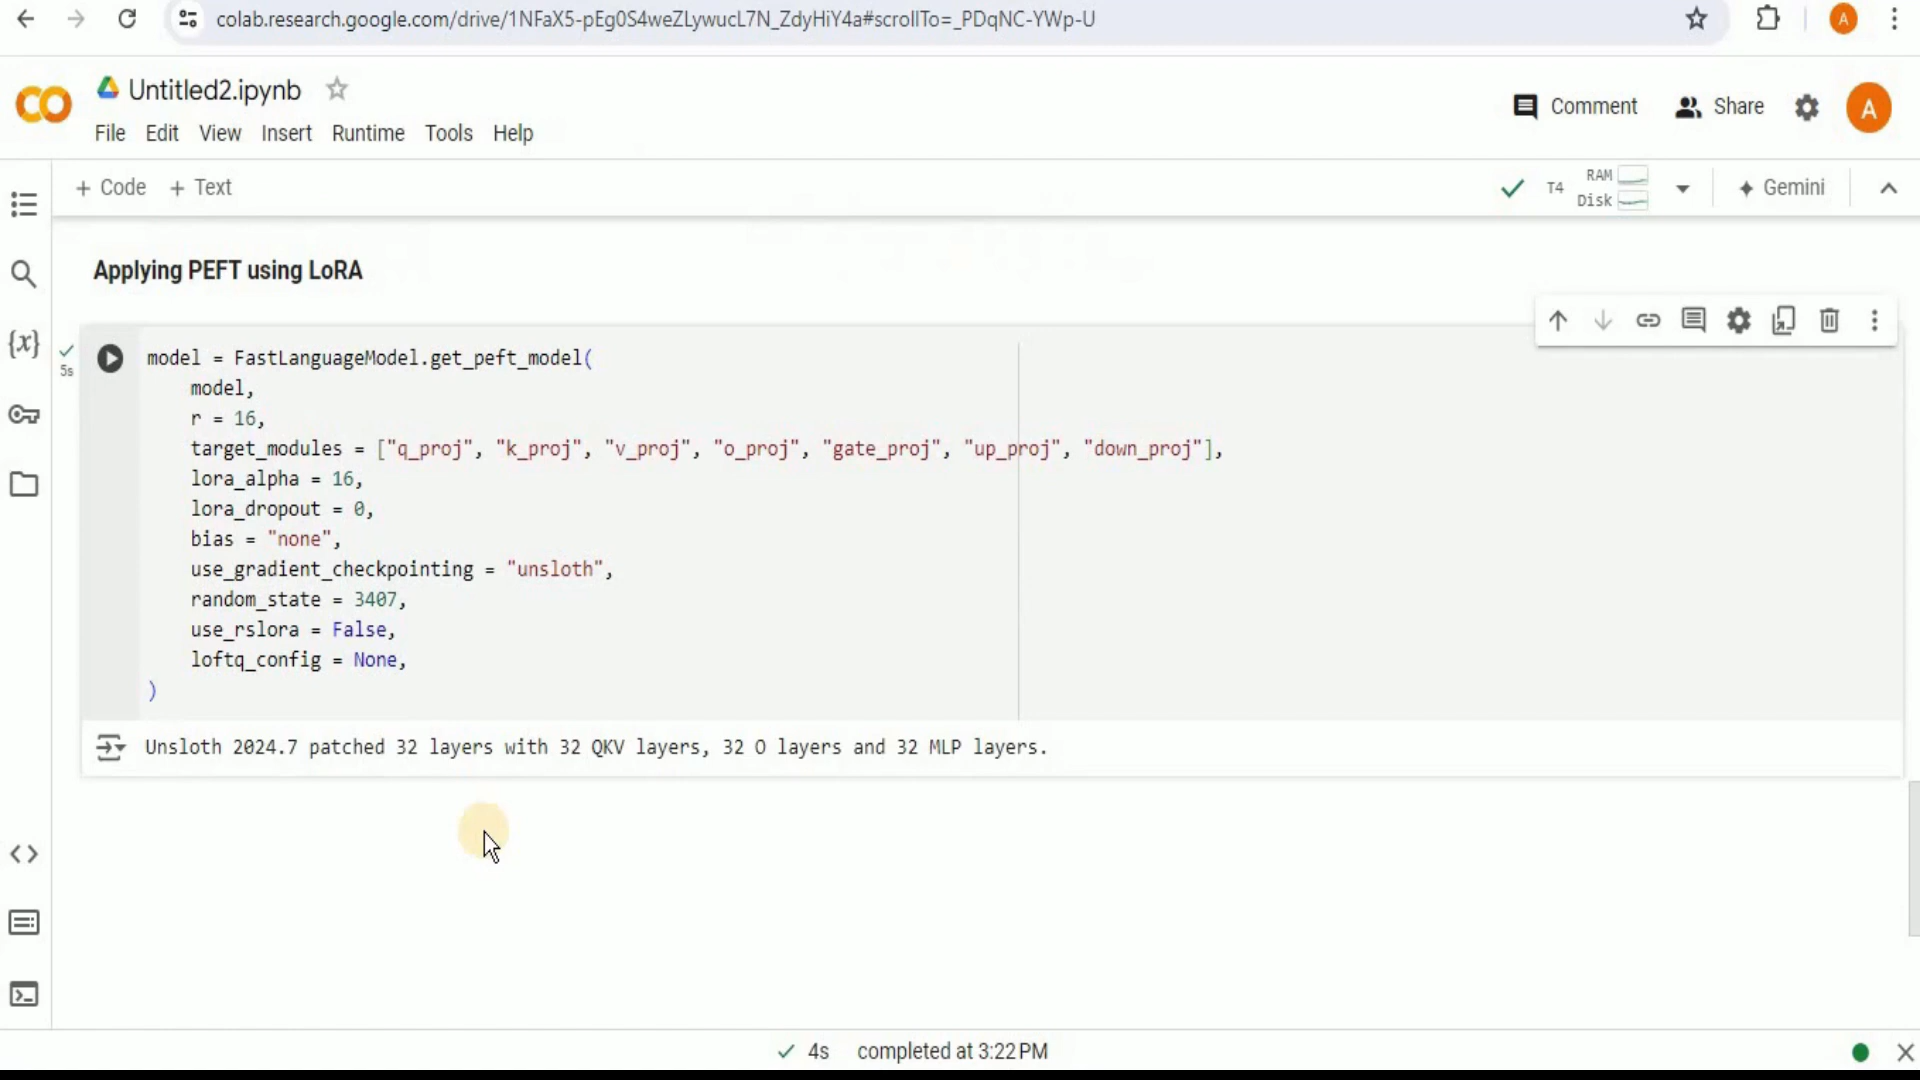 colab.research.google.com/drive/1NFaX5-pEg0S4weZLywucL7N_ZdyHiY4a#scrollTo=_PDqNC-YWp-U
A
CO
Untitled2.ipynb
Comment
Share
A
File Edit View Insert Runtime Tools Help
+ Code + Text
T4
RAM
Disk
Gemini
Applying PEFT using LoRA
{x}
5s
model = FastLanguageModel.get_peft_model(
    model,
    r = 16,
    target_modules = ["q_proj", "k_proj", "v_proj", "o_proj", "gate_proj", "up_proj", "down_proj"],
    lora_alpha = 16,
    lora_dropout = 0,
    bias = "none",
    use_gradient_checkpointing = "unsloth",
    random_state = 3407,
    use_rslora = False,
    loftq_config = None,
)
Unsloth 2024.7 patched 32 layers with 32 QKV layers, 32 O layers and 32 MLP layers.
4s completed at 3:22 PM